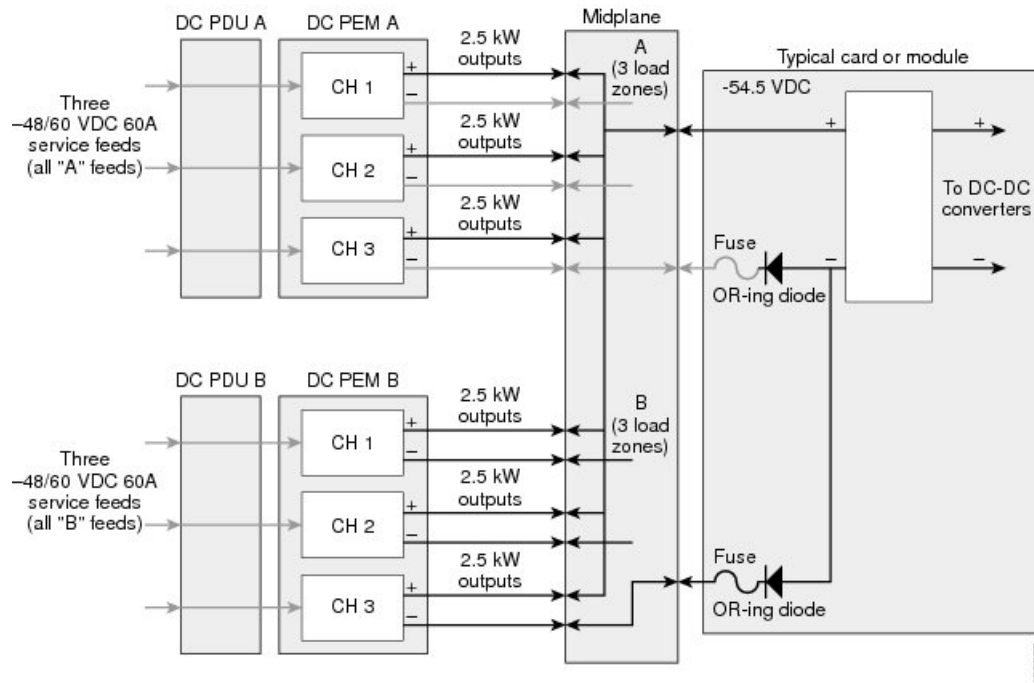 DC PDU A
DC PEM A
2.5 kW
outputs
Midplane
A
(3 load
zones)
Typical card or module
-54.5 VDC
Three
–48/60 VDC 60A
service feeds
(all "A" feeds)
CH 1
+
–
2.5 kW
outputs
CH 2
+
–
2.5 kW
outputs
CH 3
+
–
+
+
To DC-DC
converters
Fuse
–
–
OR-ing diode
DC PDU B
DC PEM B
2.5 kW
outputs
B
(3 load
zones)
Three
–48/60 VDC 60A
service feeds
(all "B" feeds)
CH 1
+
–
2.5 kW
outputs
CH 2
+
–
2.5 kW
outputs
CH 3
+
–
Fuse
OR-ing diode